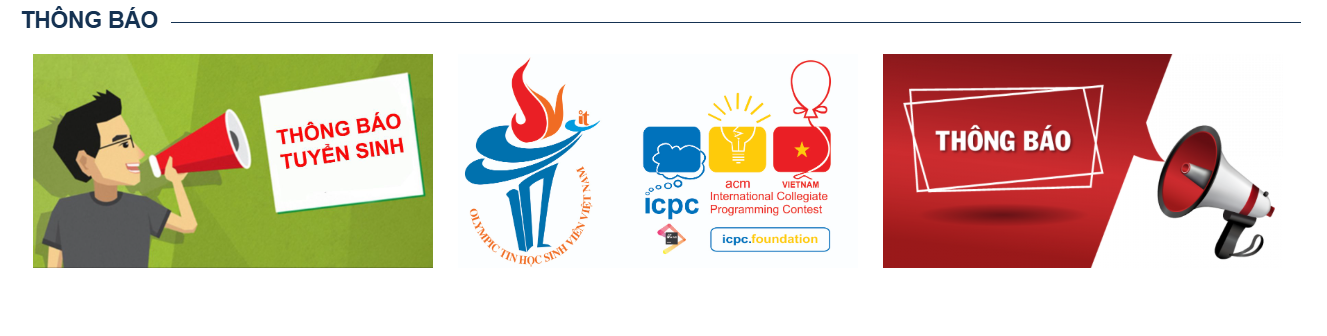 THÔNG BÁO
THÔNG BÁO
TUYỂN SINH
it
OLYMPIC TIN HỌC SINH VIÊN VIỆT NAM
icpc
acm
International Collegiate
Programming Contest
VIETNAM
icpc.foundation
THÔNG BÁO